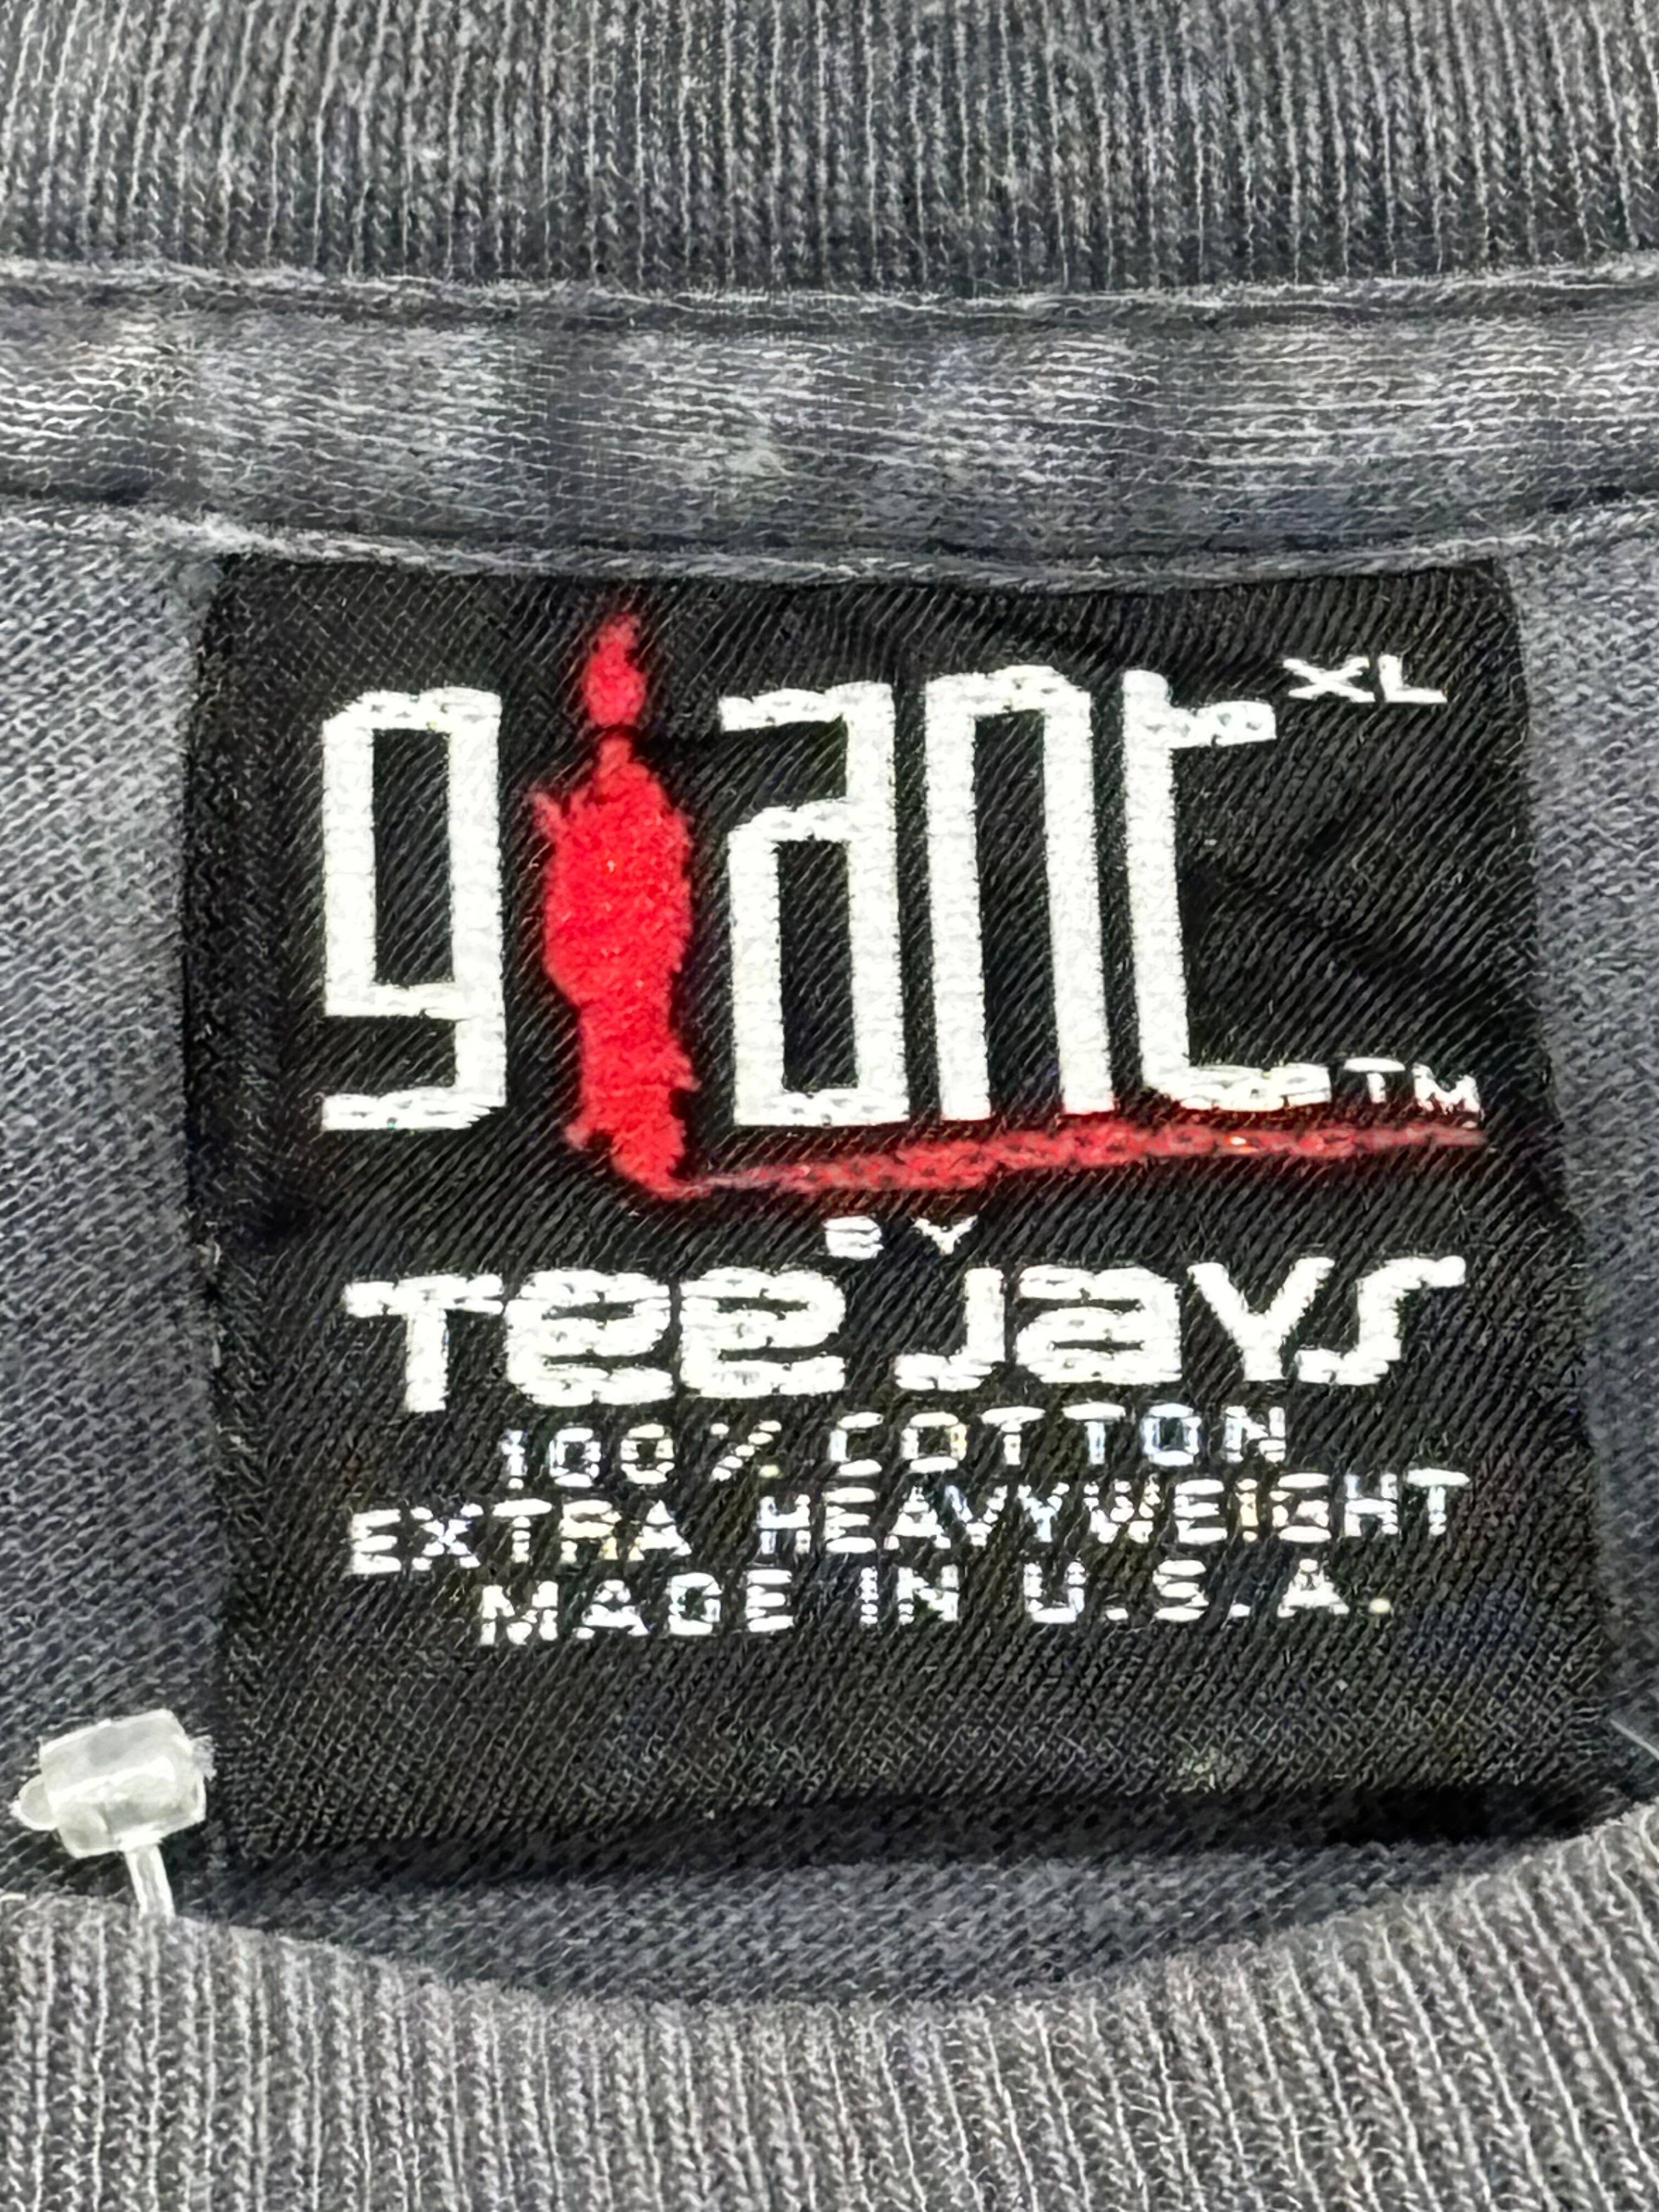 giant XL
TM
BY
Tee Jays
100% COTTON
EXTRA HEAVYWEIGHT
MADE IN U.S.A.